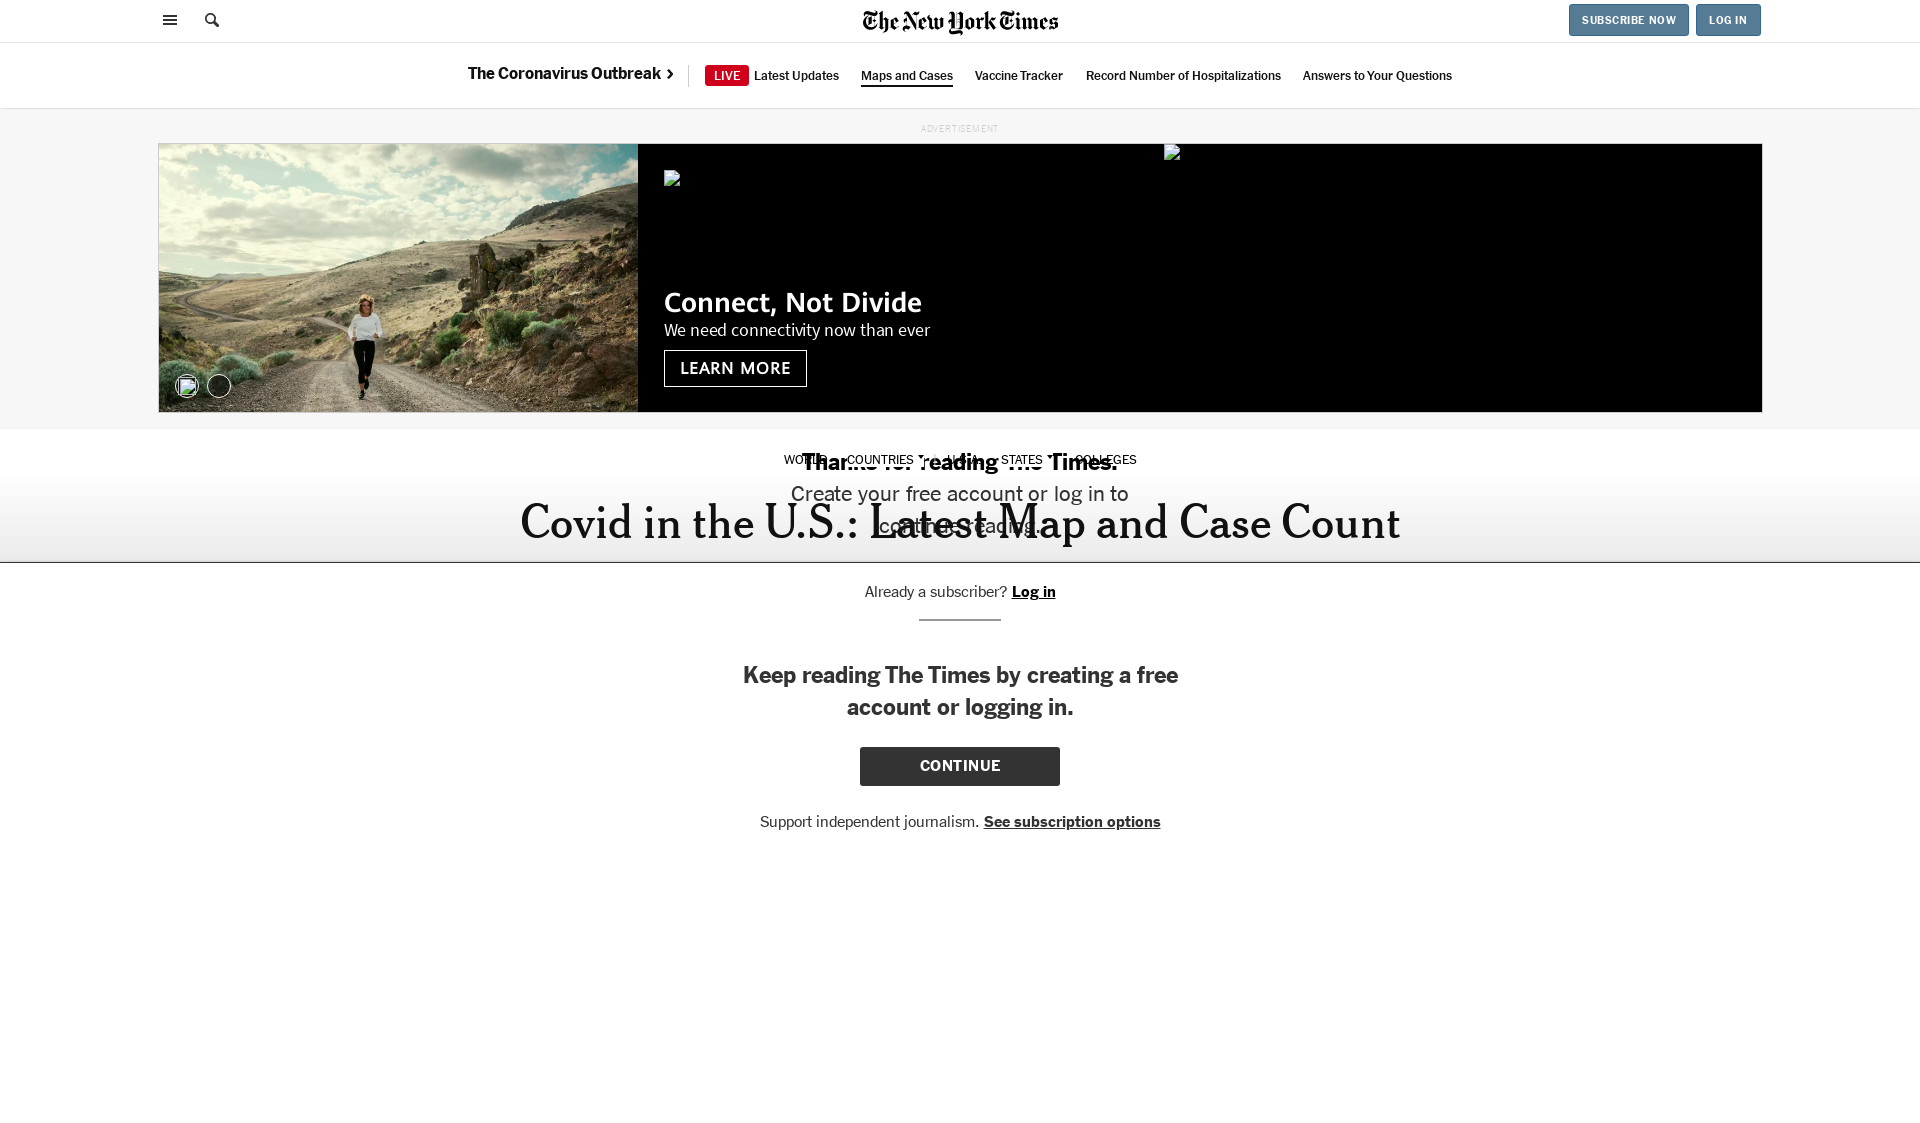 The New York Times
SUBSCRIBE NOW
LOG IN
The Coronavirus Outbreak ›
LIVE Latest Updates
Maps and Cases
Vaccine Tracker
Record Number of Hospitalizations
Answers to Your Questions
ADVERTISEMENT
Connect, Not Divide
We need connectivity now than ever
LEARN MORE
WORLD
COUNTRIES
U.S.A.
STATES
COLLEGES
Thanks for reading The Times.
Create your free account or log in to
continue reading.
Covid in the U.S.: Latest Map and Case Count
Already a subscriber? Log in
Keep reading The Times by creating a free
account or logging in.
CONTINUE
Support independent journalism. See subscription options